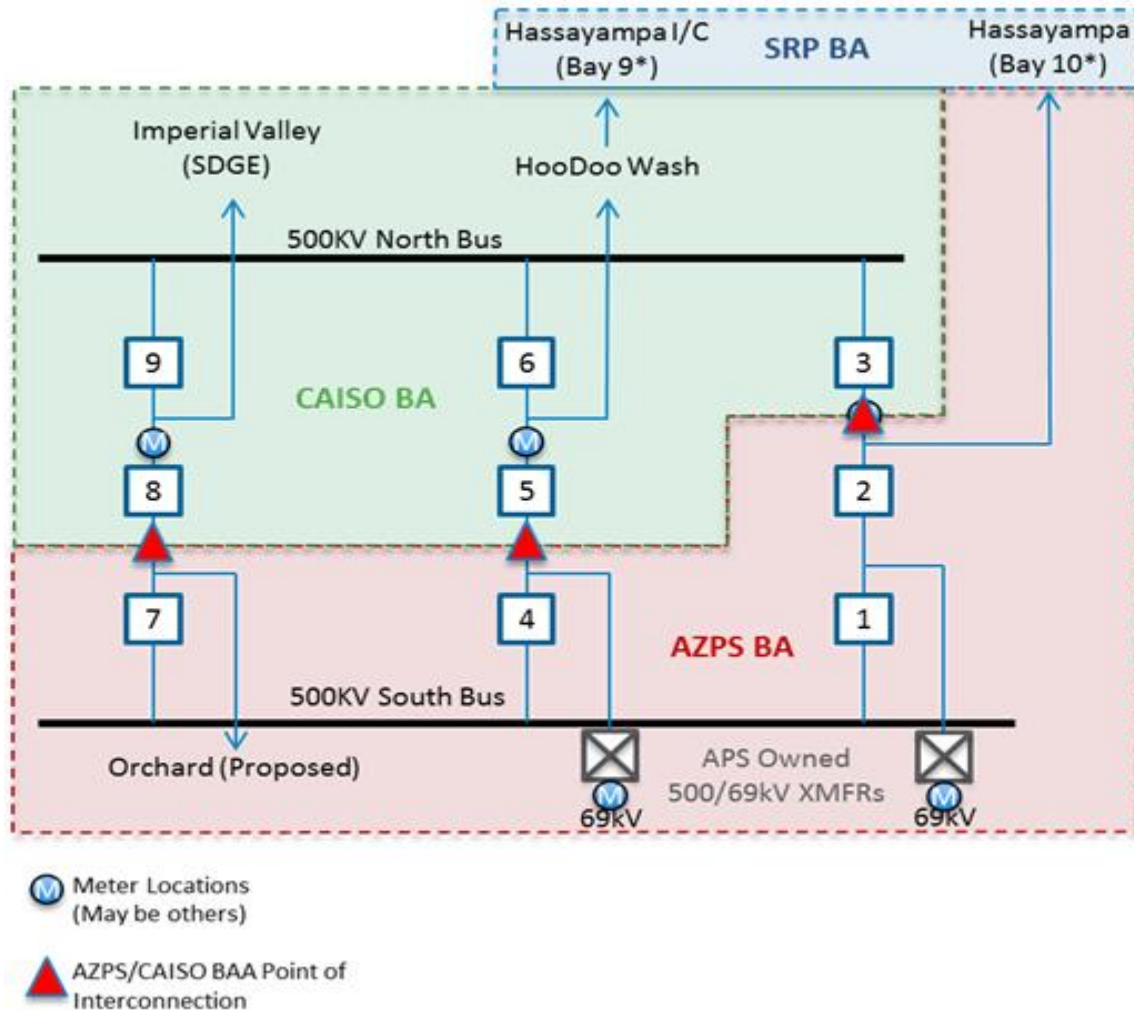 Hassayampa I/C
(Bay 9*)
SRP BA
Hassayampa
(Bay 10*)
Imperial Valley
(SDGE)
HooDoo Wash
500KV North Bus
9
6
3
CAISO BA
M
M
8
5
2
7
4
1
AZPS BA
500KV South Bus
Orchard (Proposed)
APS Owned
500/69kV XMFRs
M
M
69kV
69kV
M
Meter Locations
(May be others)
AZPS/CAISO BAA Point of
Interconnection